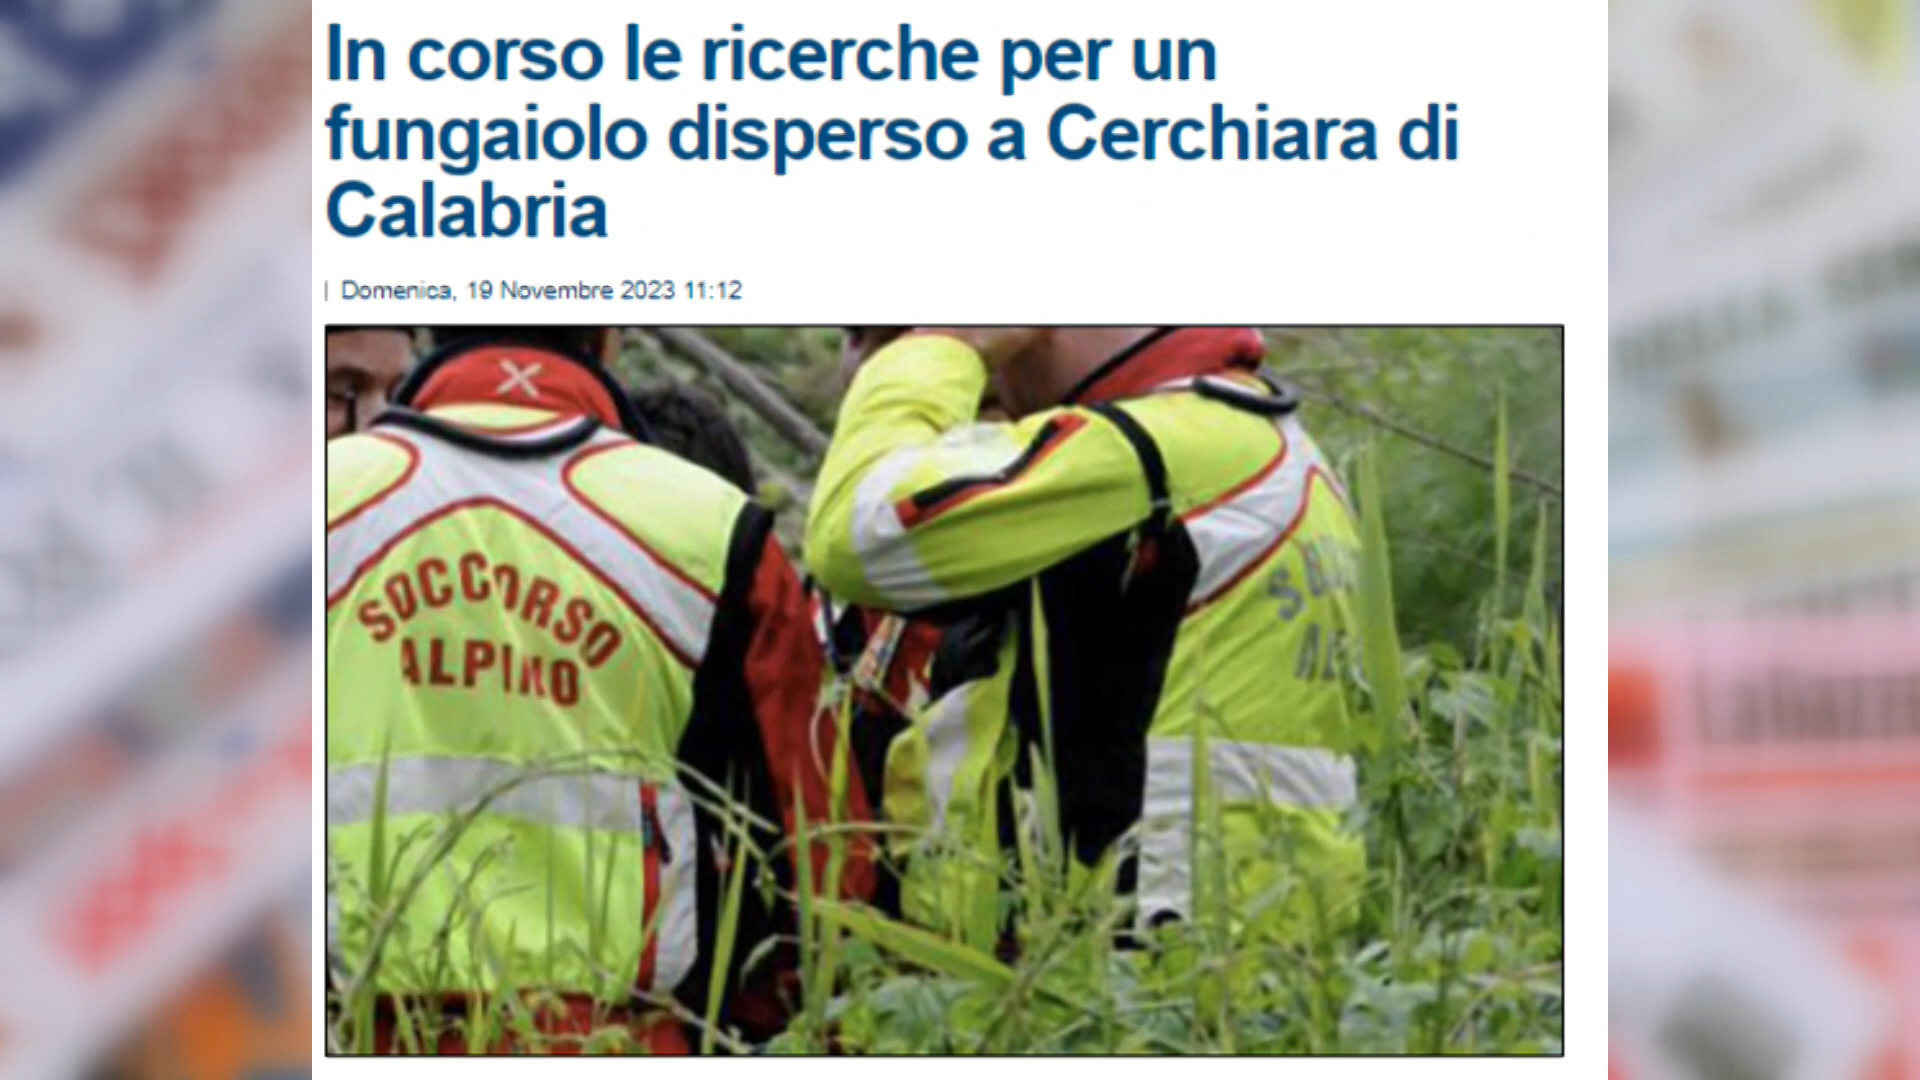 In corso le ricerche per un
fungaiolo disperso a Cerchiara di
Calabria
| Domenica, 19 Novembre 2023 11:12
SOCCORSO
ALPINO